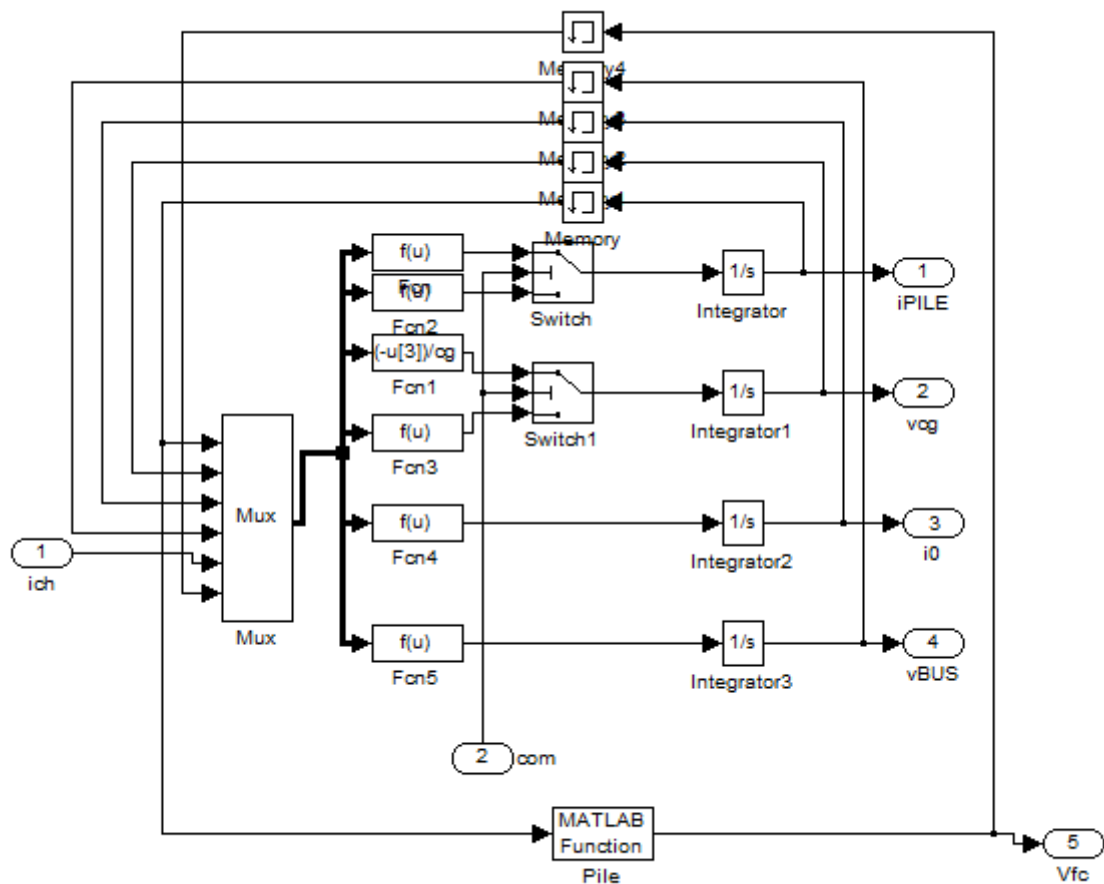 Memory4
Memory3
Memory2
Memory
f(u)
Fcn
f(u)
Fcn2
(-u[3])/cg
Fcn1
f(u)
Fcn3
f(u)
Fcn4
f(u)
Fcn5
Switch
Switch1
1/s
Integrator
1/s
Integrator1
1/s
Integrator2
1/s
Integrator3
1
iPILE
2
vcg
3
i0
4
vBUS
Mux
Mux
1
ich
2
com
MATLAB
Function
Pile
5
Vfc